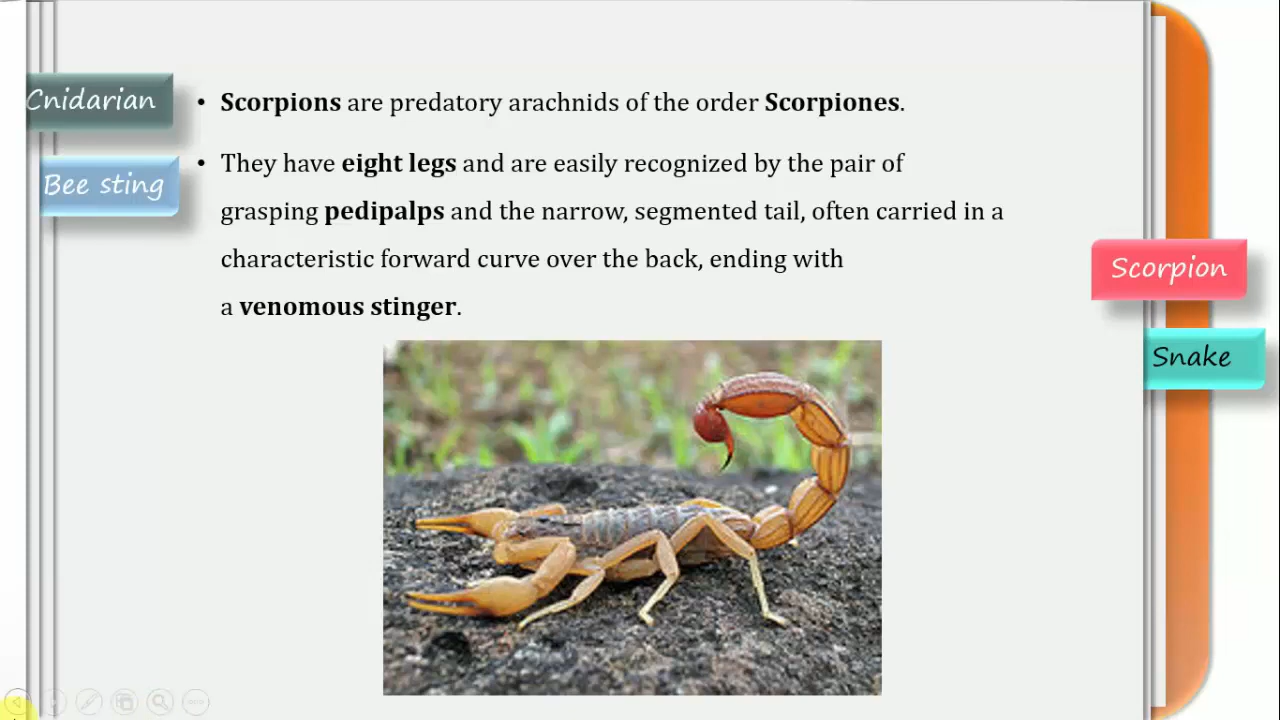 Cnidarian
Bee sting
• Scorpions are predatory arachnids of the order Scorpiones.
• They have eight legs and are easily recognized by the pair of
grasping pedipalps and the narrow, segmented tail, often carried in a
characteristic forward curve over the back, ending with
a venomous stinger.
Scorpion
Snake